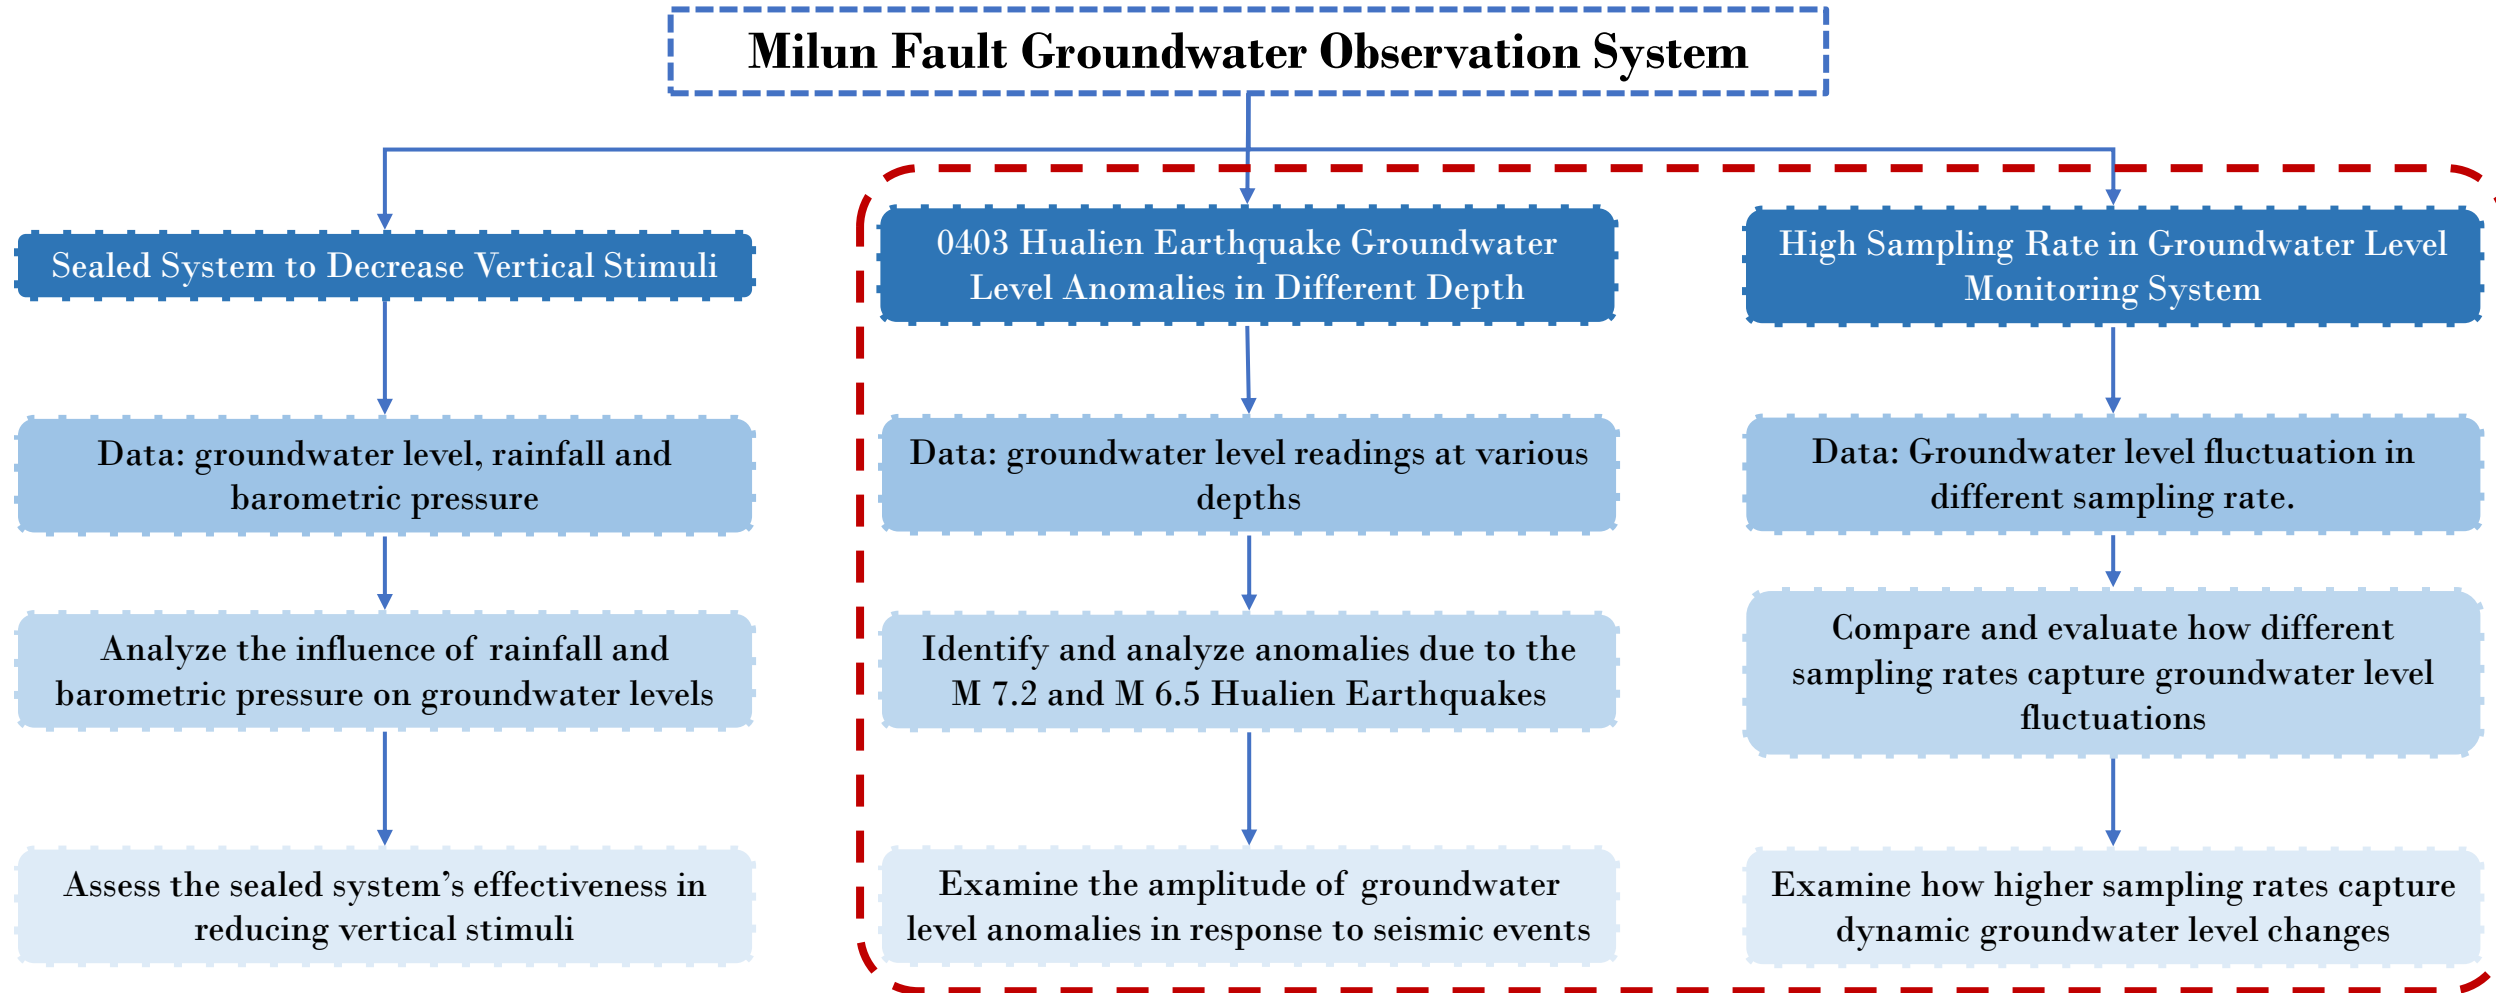 Milun Fault Groundwater Observation System
Sealed System to Decrease Vertical Stimuli
Data: groundwater level, rainfall and
barometric pressure
Analyze the influence of rainfall and
barometric pressure on groundwater levels
Assess the sealed system's effectiveness in
reducing vertical stimuli
0403 Hualien Earthquake Groundwater
Level Anomalies in Different Depth
Data: groundwater level readings at various
depths
Identify and analyze anomalies due to the
M 7.2 and M 6.5 Hualien Earthquakes
Examine the amplitude of groundwater
level anomalies in response to seismic events
High Sampling Rate in Groundwater Level
Monitoring System
Data: Groundwater level fluctuation in
different sampling rate.
Compare and evaluate how different
sampling rates capture groundwater level
fluctuations
Examine how higher sampling rates capture
dynamic groundwater level changes